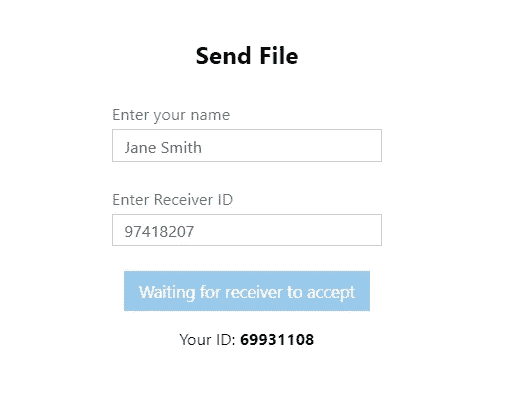 Send File
Enter your name
Jane Smith
Enter Receiver ID
97418207
Waiting for receiver to accept
Your ID: 69931108